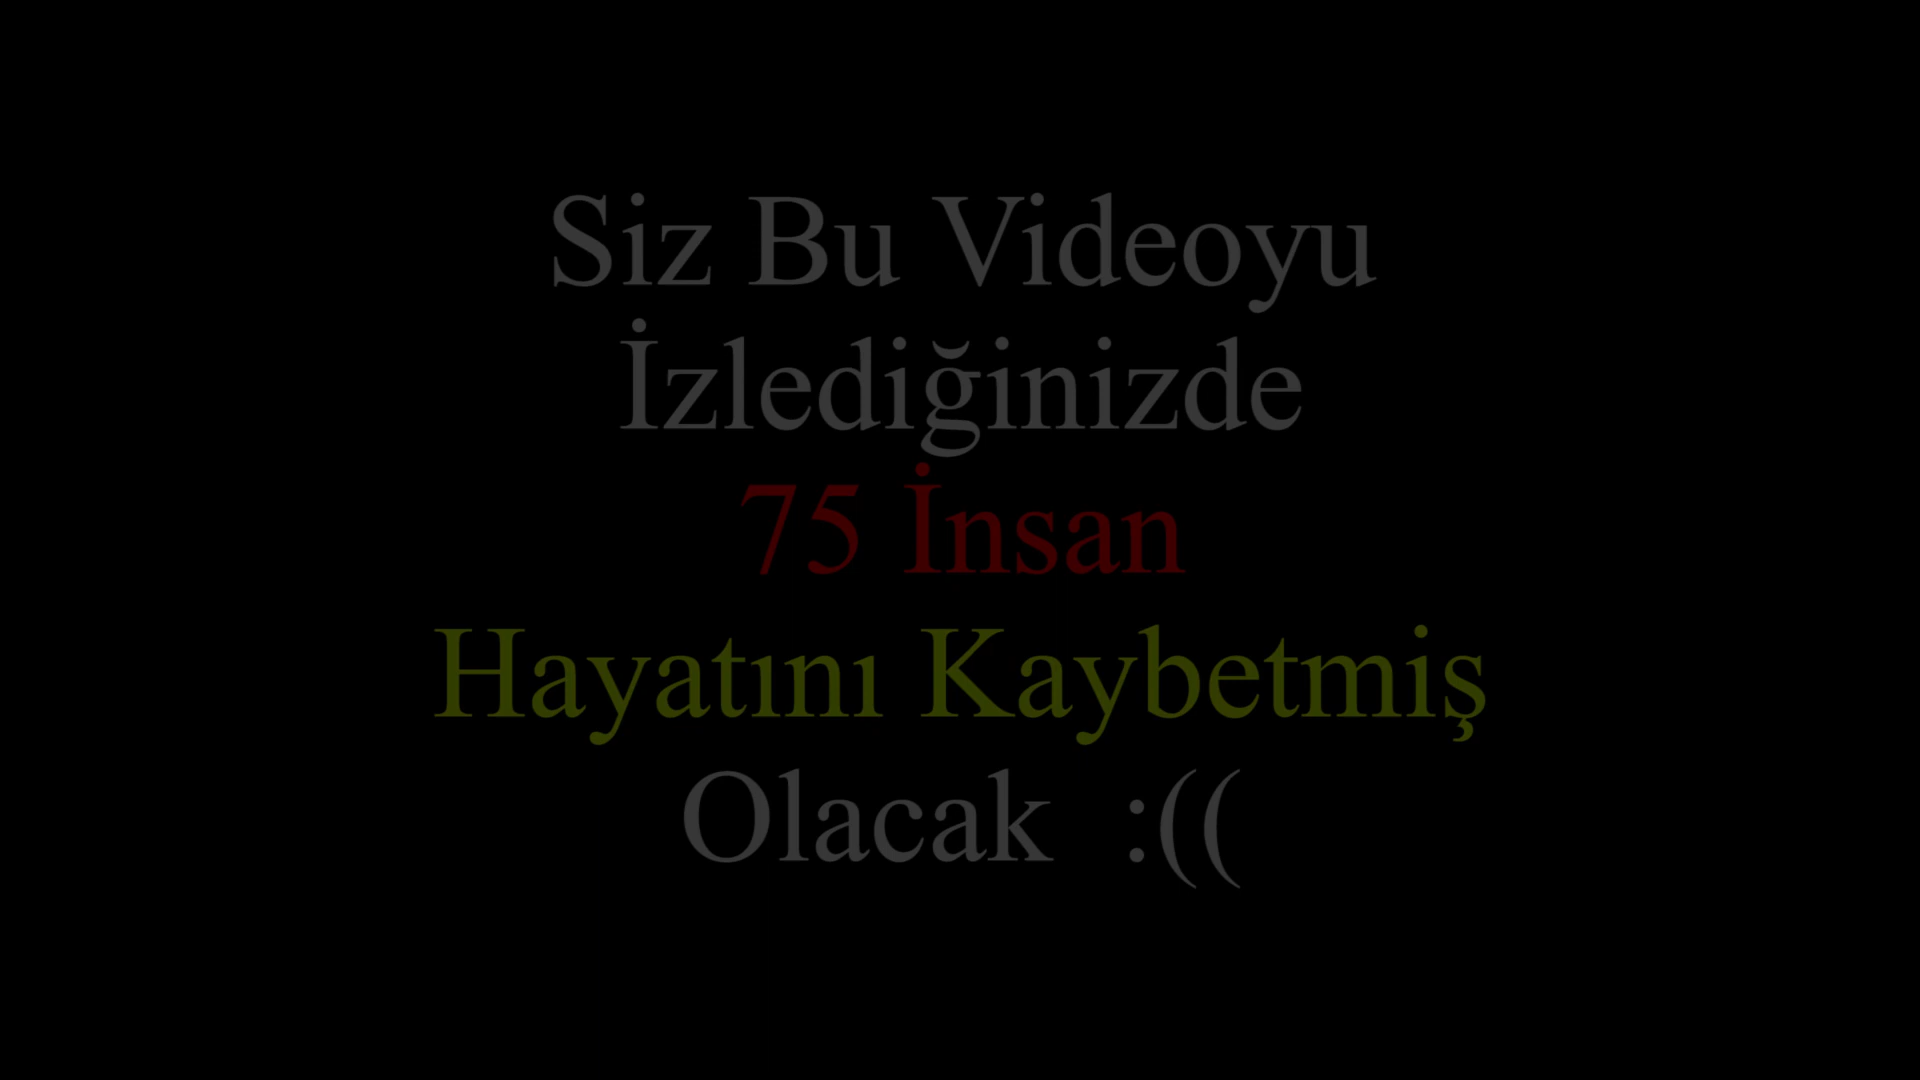 Siz Bu Videoyu
İzlediğinizde
75 İnsan
Hayatını Kaybetmiş
Olacak :((